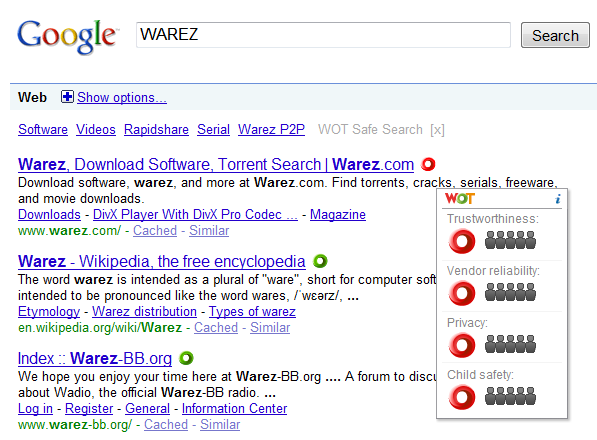 Google™ WAREZ Search
Web Show options...
Software Videos Rapidshare Serial Warez P2P WOT Safe Search [x]
Warez, Download Software, Torrent Search | Warez.com
Download software, warez, and more at Warez.com. Find torrents, cracks, serials, freeware,
and movie downloads.
Downloads - DivX Player With DivX Pro Codec ... - Magazine
www.warez.com/ - Cached - Similar
Warez - Wikipedia, the free encyclopedia
The word warez is intended as a plural of "ware", short for computer soft
intended to be pronounced like the word wares, /ˈwɛərz/, ...
Etymology - Warez distribution - Types of warez
en.wikipedia.org/wiki/Warez - Cached - Similar
Index :: Warez-BB.org
We hope you enjoy your time here at Warez-BB.org .... A forum to discu
about Wadio, the official Warez-BB radio. ...
Log in - Register - General - Information Center
www.warez-bb.org/ - Cached - Similar
WOT i
Trustworthiness:
Vendor reliability:
Privacy:
Child safety: